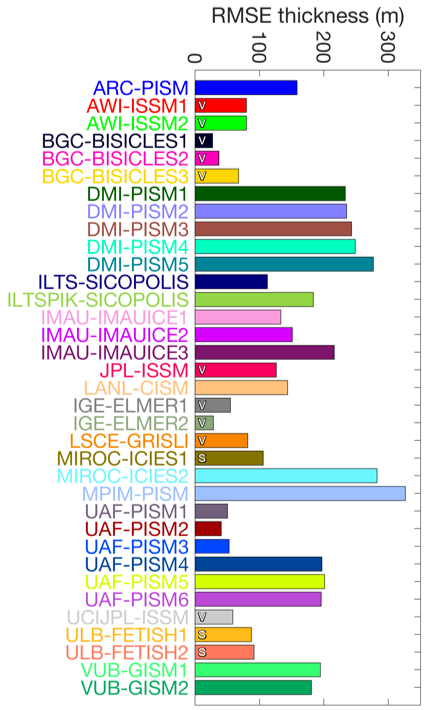 RMSE thickness (m)
0 100 200 300
ARC-PISM
AWI-ISSM1 V
AWI-ISSM2 V
BGC-BISICLES1 V
BGC-BISICLES2 V
BGC-BISICLES3 V
DMI-PISM1
DMI-PISM2
DMI-PISM3
DMI-PISM4
DMI-PISM5
ILTS-SICOPOLIS
ILTSPIK-SICOPOLIS
IMAU-IMAUICE1
IMAU-IMAUICE2
IMAU-IMAUICE3
JPL-ISSM V
LANL-CISM
IGE-ELMER1 V
IGE-ELMER2 V
LSCE-GRISLI V
MIROC-ICIES1 S
MIROC-ICIES2
MPIM-PISM
UAF-PISM1
UAF-PISM2
UAF-PISM3
UAF-PISM4
UAF-PISM5
UAF-PISM6
UCIJPL-ISSM V
ULB-FETISH1 S
ULB-FETISH2 S
VUB-GISM1
VUB-GISM2